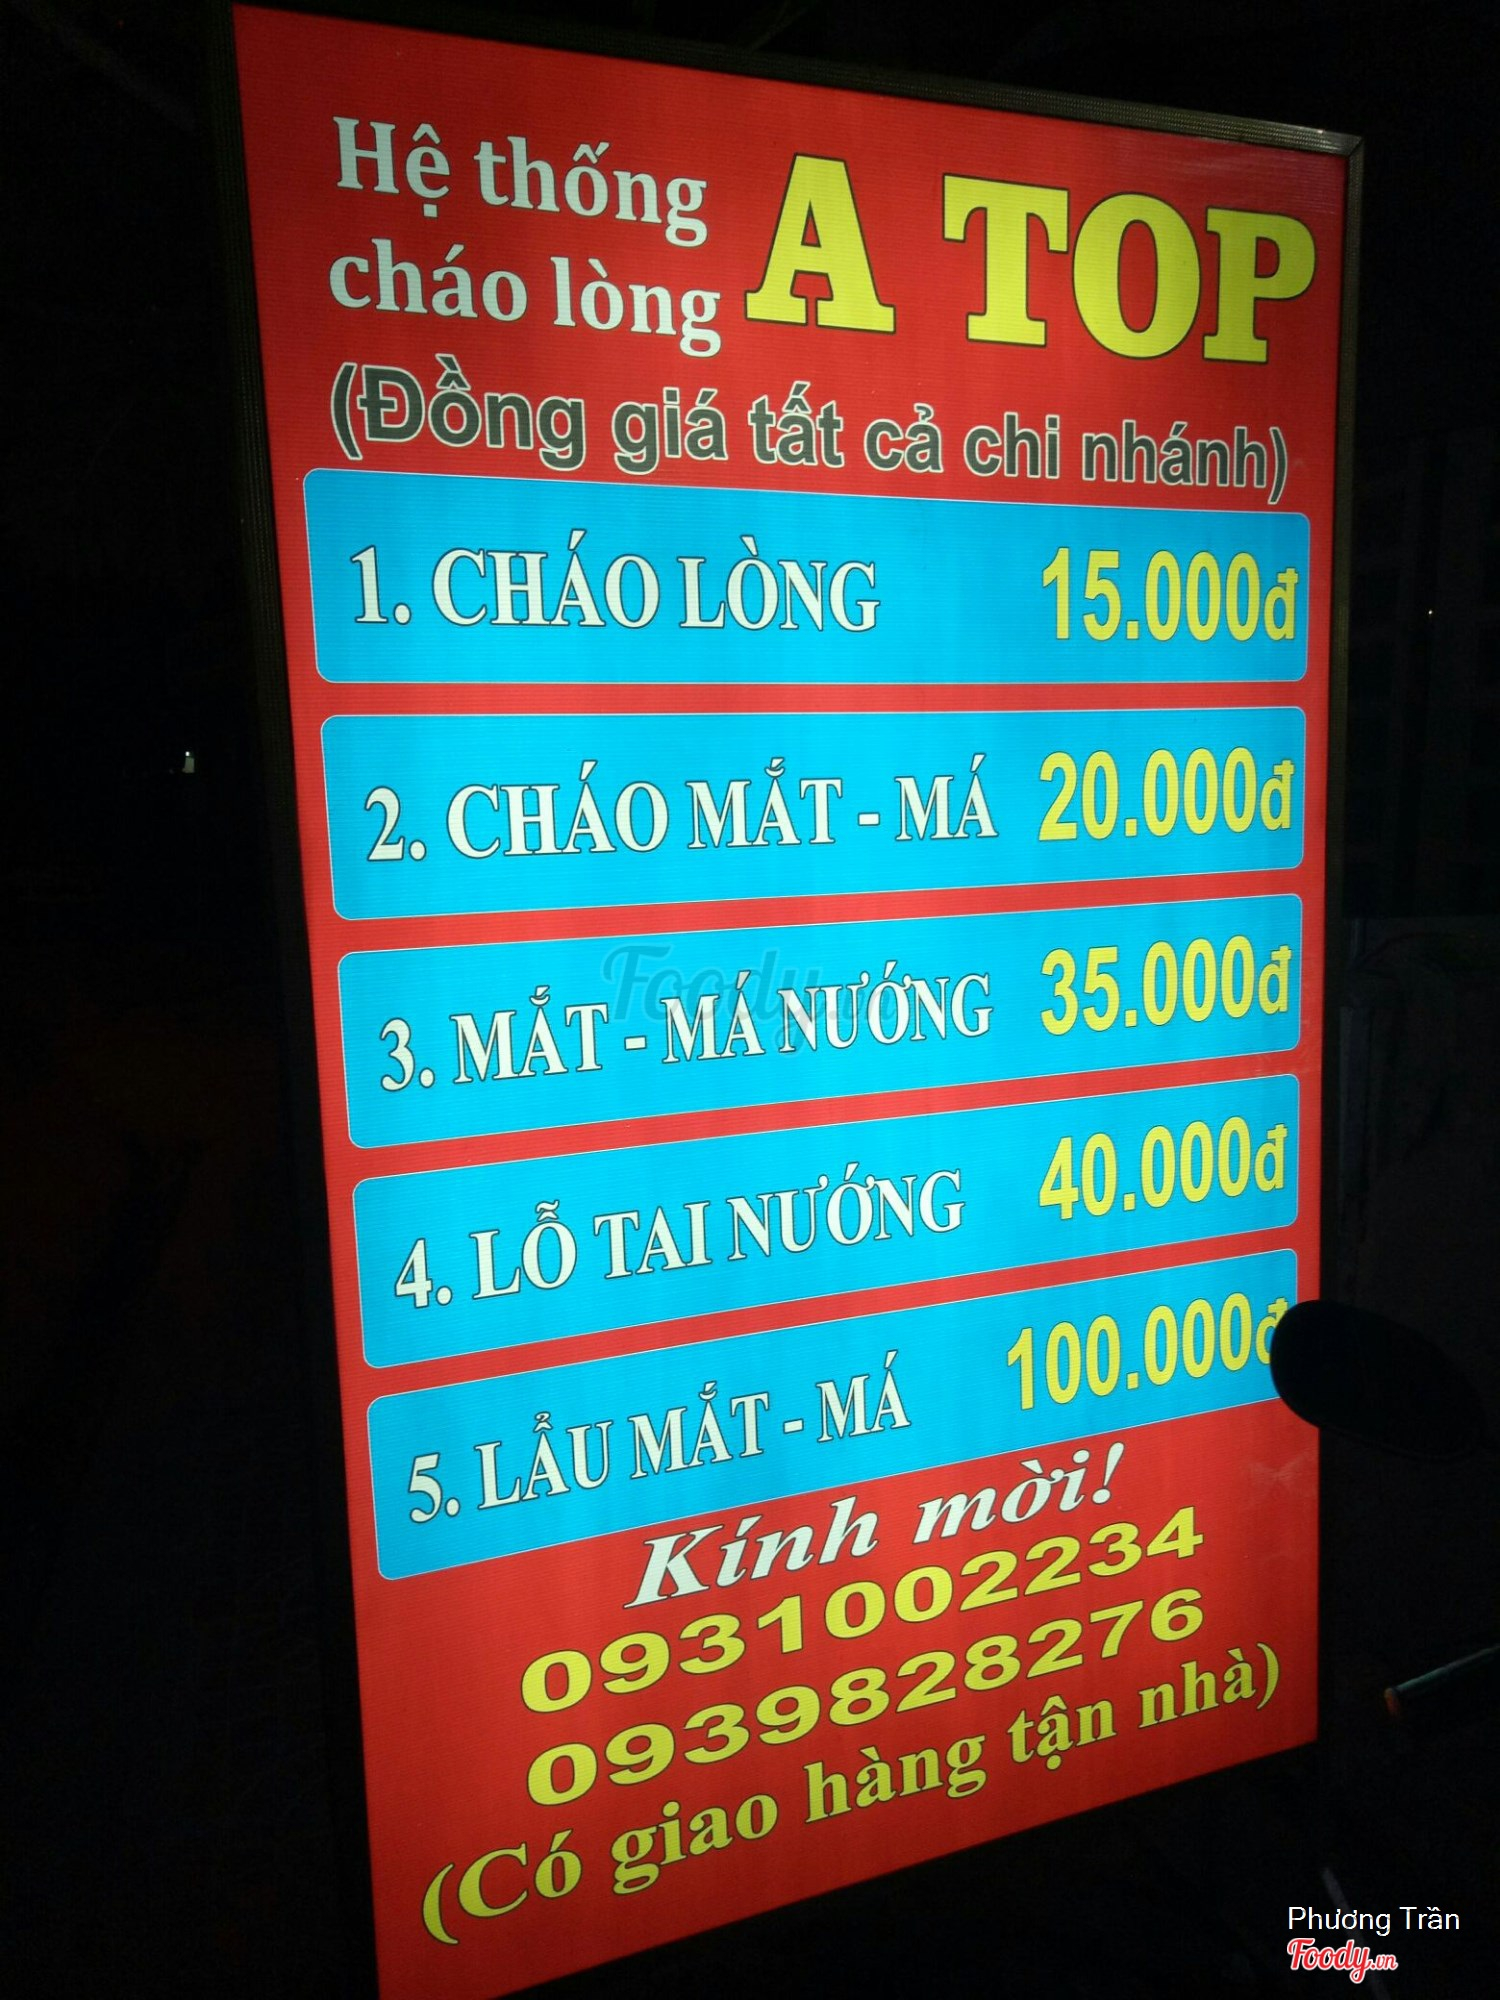 Hệ thống
cháo lòng
A TOP
(Đồng giá tất cả chi nhánh)
1. CHÁO LÒNG 15.000đ
2. CHÁO MẮT - MÁ 20.000đ
3. MẮT - MÁ NƯỚNG 35.000đ
4. LỖ TAI NƯỚNG 40.000đ
5. LẨU MẮT - MÁ 100.000đ
Kính mời!
0931002234
0939828276
(Có giao hàng tận nhà)
Foody.vn
Phương Trần
Foody.vn